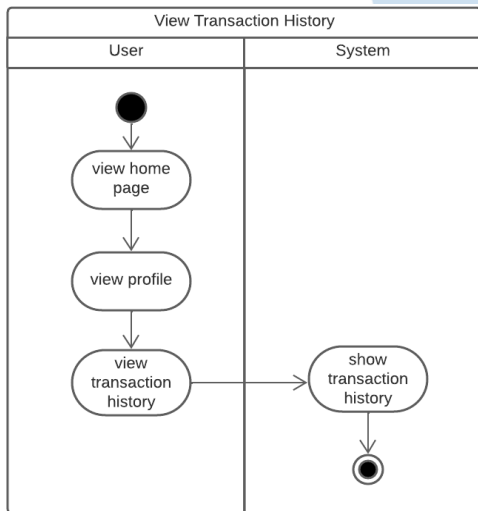 View Transaction History
User
System
view home
page
view profile
view
transaction
history
show
transaction
history